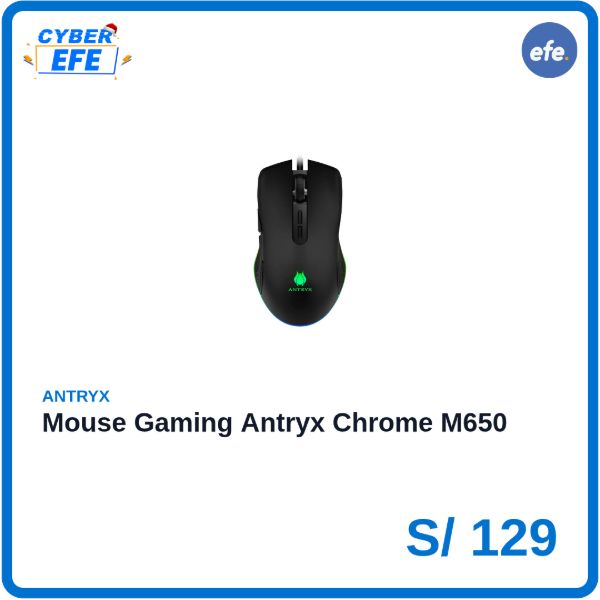 CYBER
EFE
efe.
ANTRYX
ANTRYX
Mouse Gaming Antryx Chrome M650
S/ 129